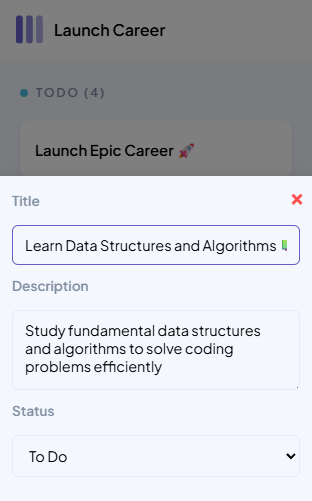 Launch Career
TODO (4)
Launch Epic Career 🚀
Title
Learn Data Structures and Algorithms
Description
Study fundamental data structures
and algorithms to solve coding
problems efficiently
Status
To Do